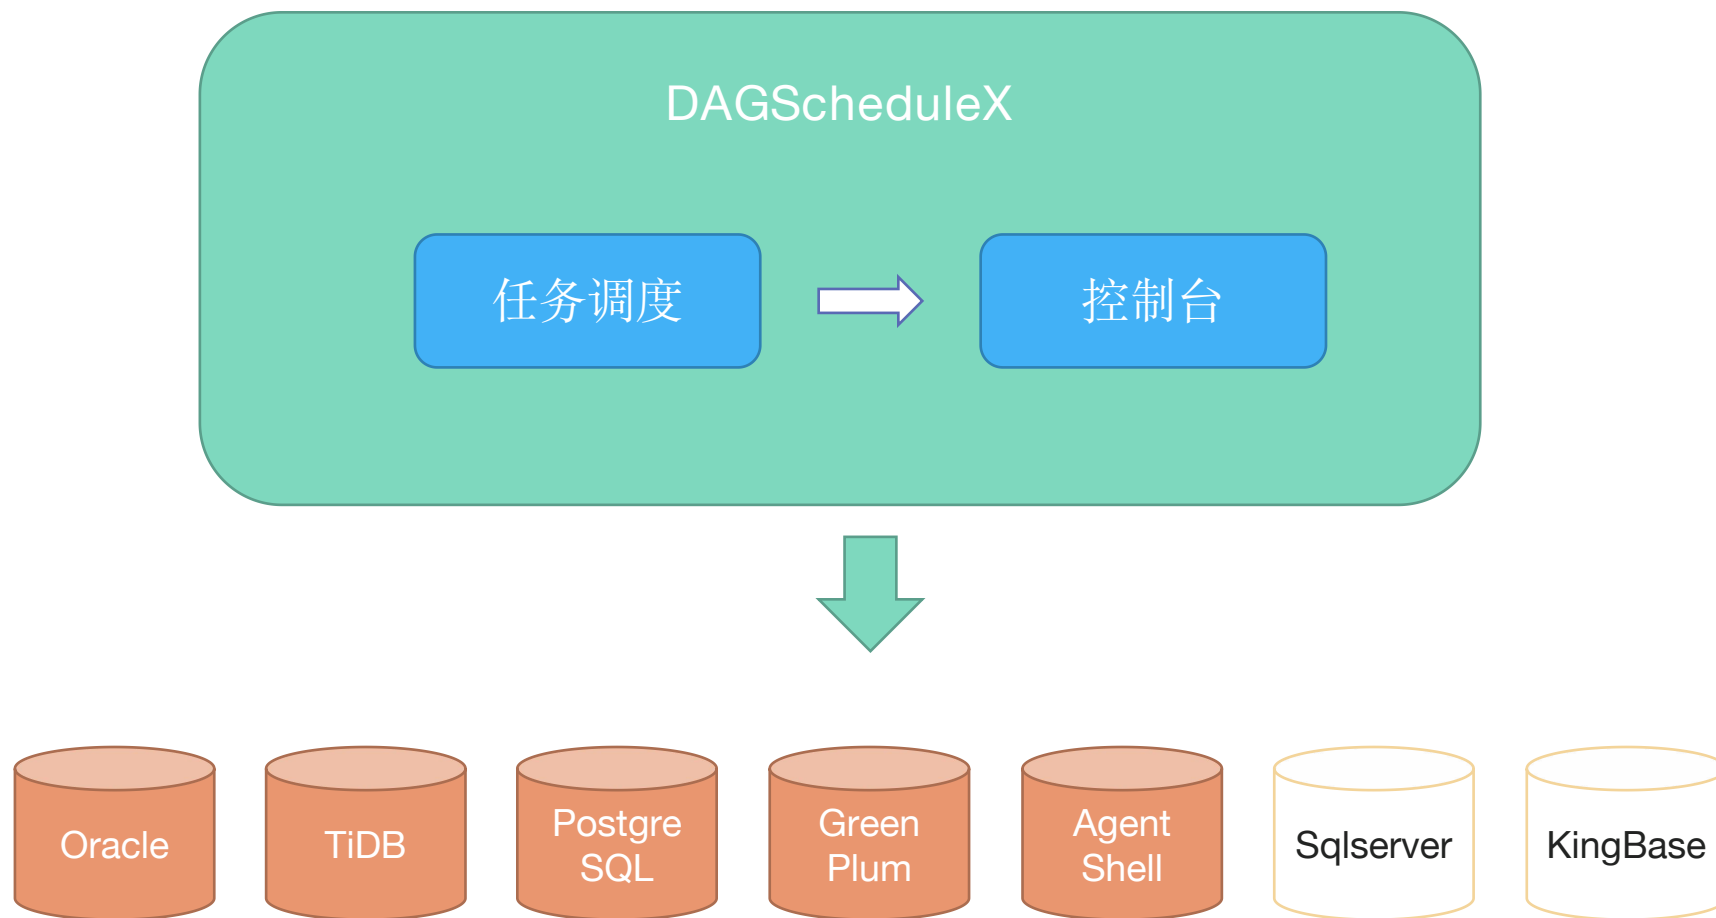 DAGScheduleX
任务调度
控制台
Oracle
TiDB
Postgre
SQL
Green
Plum
Agent
Shell
Sqlserver
KingBase